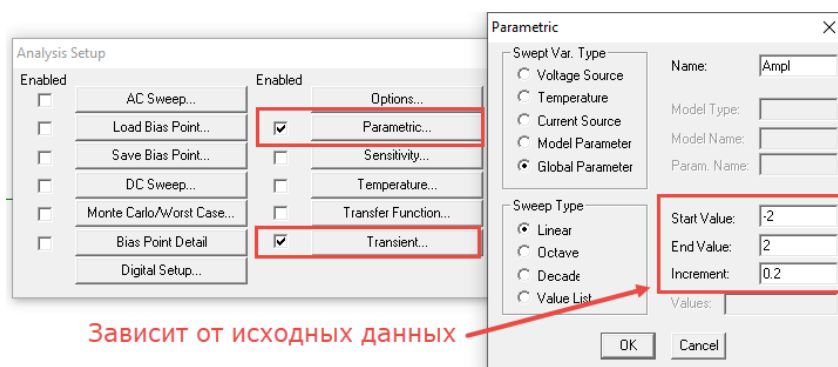 Analysis Setup
Enabled
AC Sweep...
Load Bias Point...
Save Bias Point...
DC Sweep...
Monte Carlo/Worst Case...
Bias Point Detail
Digital Setup...
Enabled
Options...
Parametric...
Sensitivity...
Temperature...
Transfer Function...
Transient...
Parametric
Swept Var. Type
Voltage Source
Temperature
Current Source
Model Parameter
Global Parameter
Name: Ampl
Model Type:
Model Name:
Param. Name:
Sweep Type
Linear
Octave
Decade
Value List
Start Value: -2
End Value: 2
Increment: 0.2
Values:
OK Cancel
Зависит от исходных данных